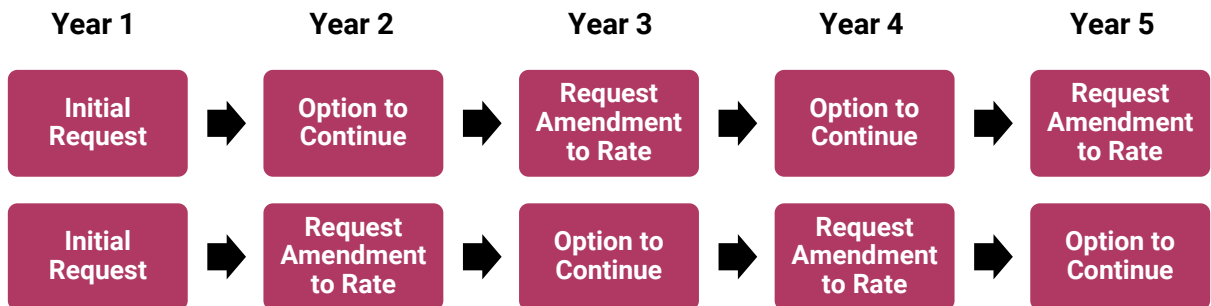 Year 1
Year 2
Year 3
Year 4
Year 5
Initial
Request
Option to
Continue
Request
Amendment
to Rate
Option to
Continue
Request
Amendment
to Rate
Initial
Request
Request
Amendment
to Rate
Option to
Continue
Request
Amendment
to Rate
Option to
Continue